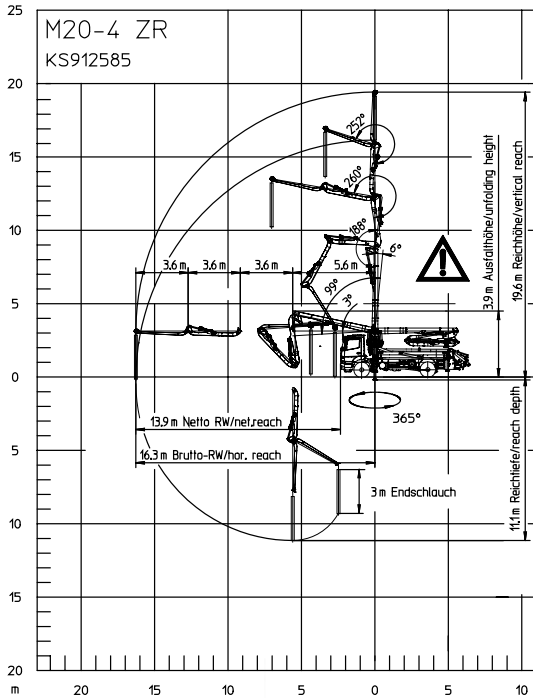 25
M20-4 ZR
KS912585
20
252°
15
260°
188°
6°
10
3,6 m
3,6 m
3,6 m
5,6 m
99°
3°
5
0
3,9 m Ausfalthöhe/unfolding height
19,6 m Reichhöhe/vertical reach
13.9 m Netto RW/net.reach
365°
16.3 m Brutto-RW/hor. reach
5
3 m Endschlauch
11.1 m Reichtiefe/reach depth
10
15
20
m
20
15
10
5
0
5
10